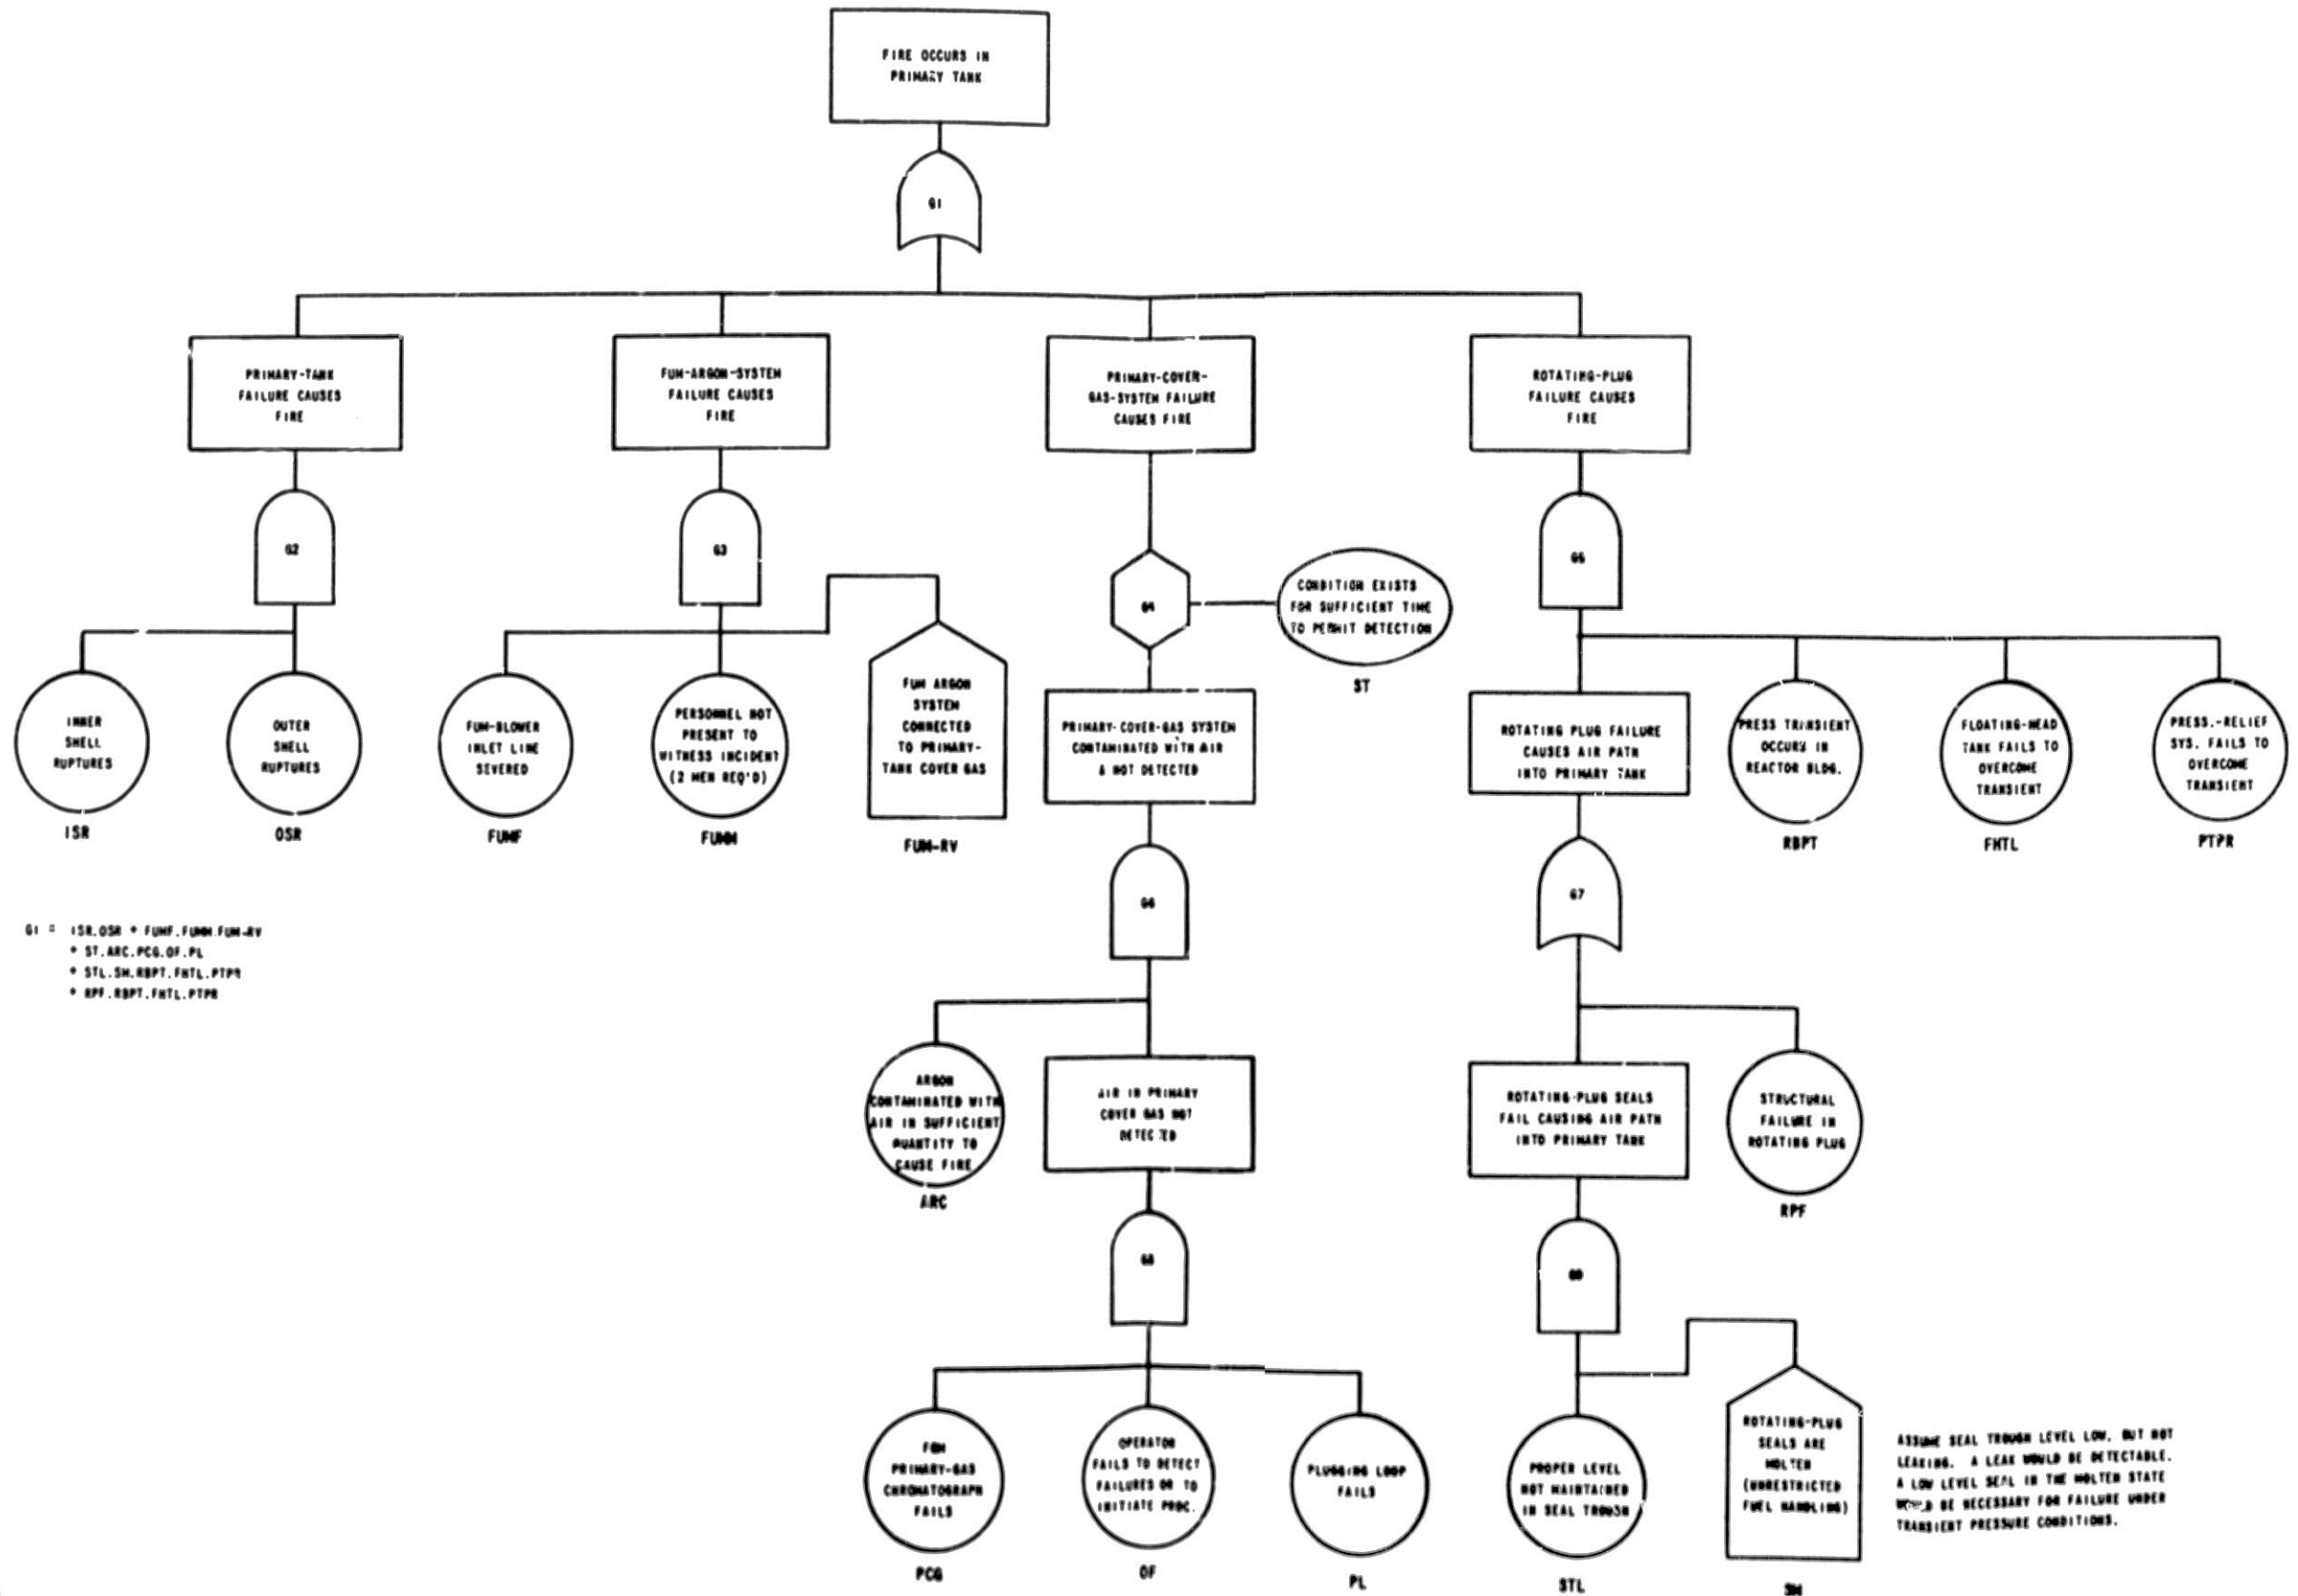 FIRE OCCURS IN
PRIMARY TANK
G1
PRIMARY-TANK
FAILURE CAUSES
FIRE
FUM-ARGON-SYSTEM
FAILURE CAUSES
FIRE
PRIMARY-COVER-
GAS-SYSTEM FAILURE
CAUSES FIRE
ROTATING-PLUG
FAILURE CAUSES
FIRE
G2
G3
G4
CONDITION EXISTS
FOR SUFFICIENT TIME
TO PERMIT DETECTION
ST
G5
INNER
SHELL
RUPTURES
ISR
OUTER
SHELL
RUPTURES
OSR
FUM-BLOWER
INLET LINE
SEVERED
FUMF
PERSONNEL NOT
PRESENT TO
WITNESS INCIDENT
(2 MEN REQ'D)
FUMM
FUM ARGON
SYSTEM
CONNECTED
TO PRIMARY-
TANK COVER GAS
FUM-RV
PRIMARY-COVER-GAS SYSTEM
CONTAMINATED WITH AIR
& NOT DETECTED
ROTATING PLUG FAILURE
CAUSES AIR PATH
INTO PRIMARY TANK
PRESS TRANSIENT
OCCURS IN
REACTOR BLDG.
RBPT
FLOATING-HEAD
TANK FAILS TO
OVERCOME
TRANSIENT
FHTL
PRESS.-RELIEF
SYS. FAILS TO
OVERCOME
TRANSIENT
PTPR
G6
G7
G1 = ISR.OSR + FUMF.FUMM.FUM-RV
+ ST.ARC.PCG.OF.PL
+ STL.SM.RBPT.FHTL.PTPR
+ RPF.RBPT.FHTL.PTPR
ARGON
CONTAMINATED WITH
AIR IN SUFFICIENT
QUANTITY TO
CAUSE FIRE
ARC
AIR IN PRIMARY
COVER GAS NOT
DETECTED
ROTATING-PLUG SEALS
FAIL CAUSING AIR PATH
INTO PRIMARY TANK
STRUCTURAL
FAILURE IN
ROTATING PLUG
RPF
G8
G9
FGM
PRIMARY-GAS
CHROMATOGRAPH
FAILS
PCG
OPERATOR
FAILS TO DETECT
FAILURES OR TO
INITIATE PROC.
OF
PLUGGING LOOP
FAILS
PL
PROPER LEVEL
NOT MAINTAINED
IN SEAL TROUGH
STL
ROTATING-PLUG
SEALS ARE
MOLTEN
(UNRESTRICTED
FUEL HANDLING)
SM
ASSUME SEAL TROUGH LEVEL LOW, BUT NOT
LEAKING. A LEAK WOULD BE DETECTABLE.
A LOW LEVEL SEAL IN THE MOLTEN STATE
WOULD BE NECESSARY FOR FAILURE UNDER
TRANSIENT PRESSURE CONDITIONS.